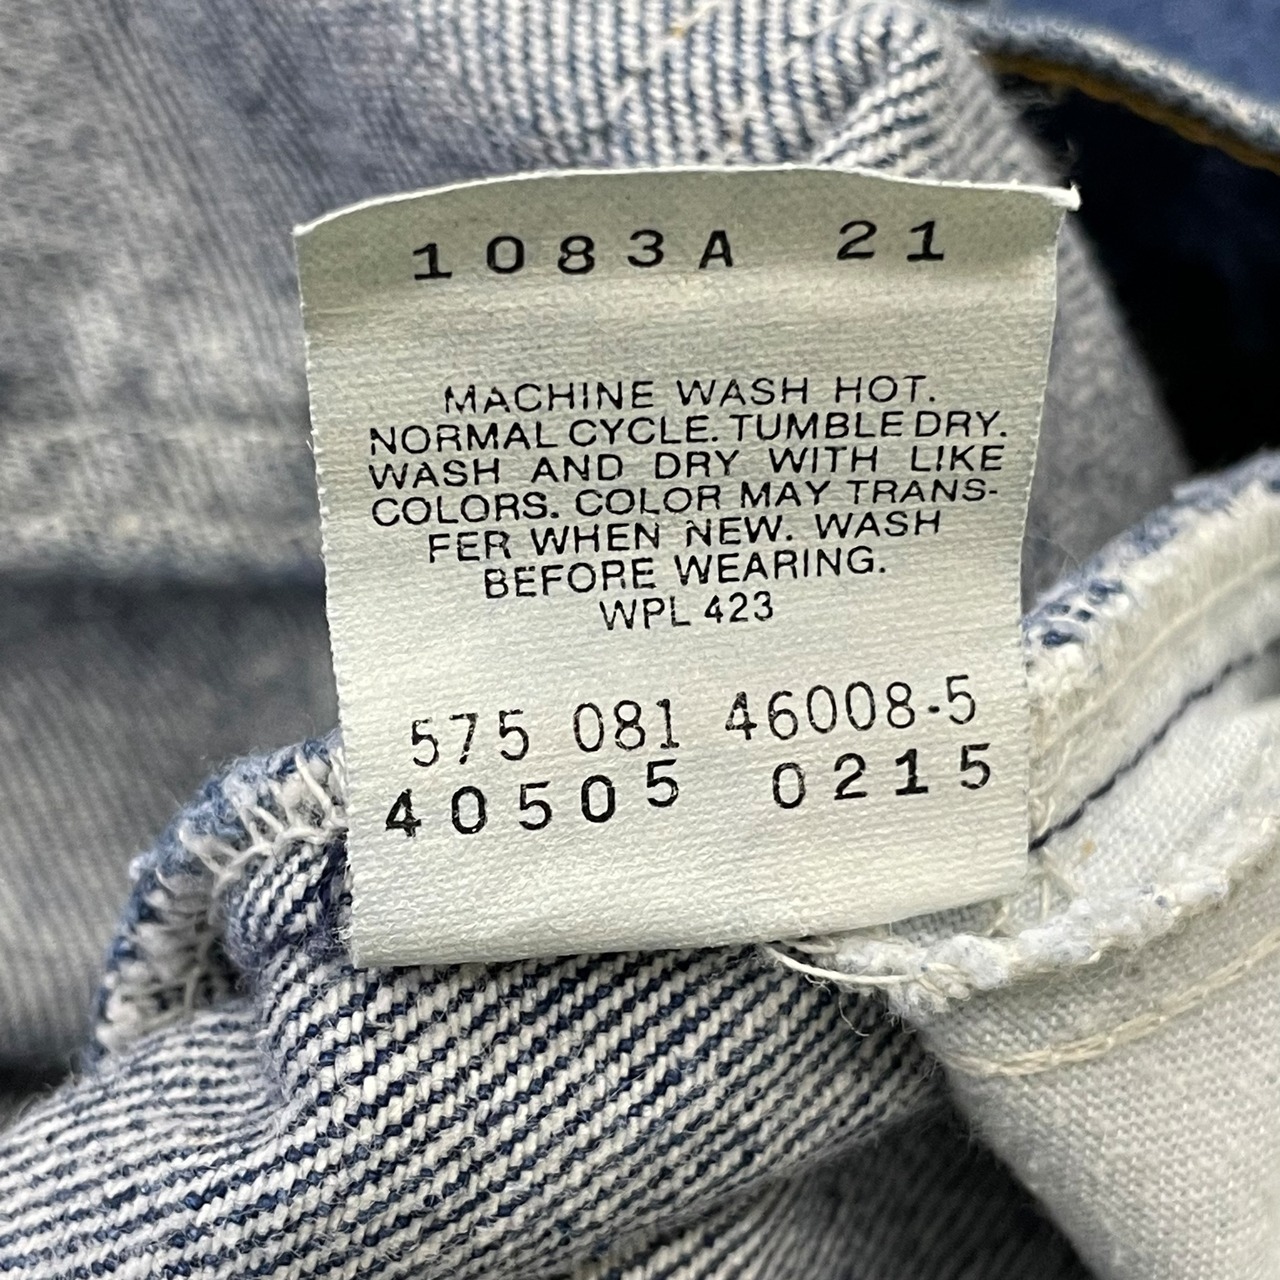 1083A 21
MACHINE WASH HOT.
NORMAL CYCLE. TUMBLE DRY.
WASH AND DRY WITH LIKE
COLORS. COLOR MAY TRANS-
FER WHEN NEW. WASH
BEFORE WEARING.
WPL 423
575 081 46008-5
40505 0215